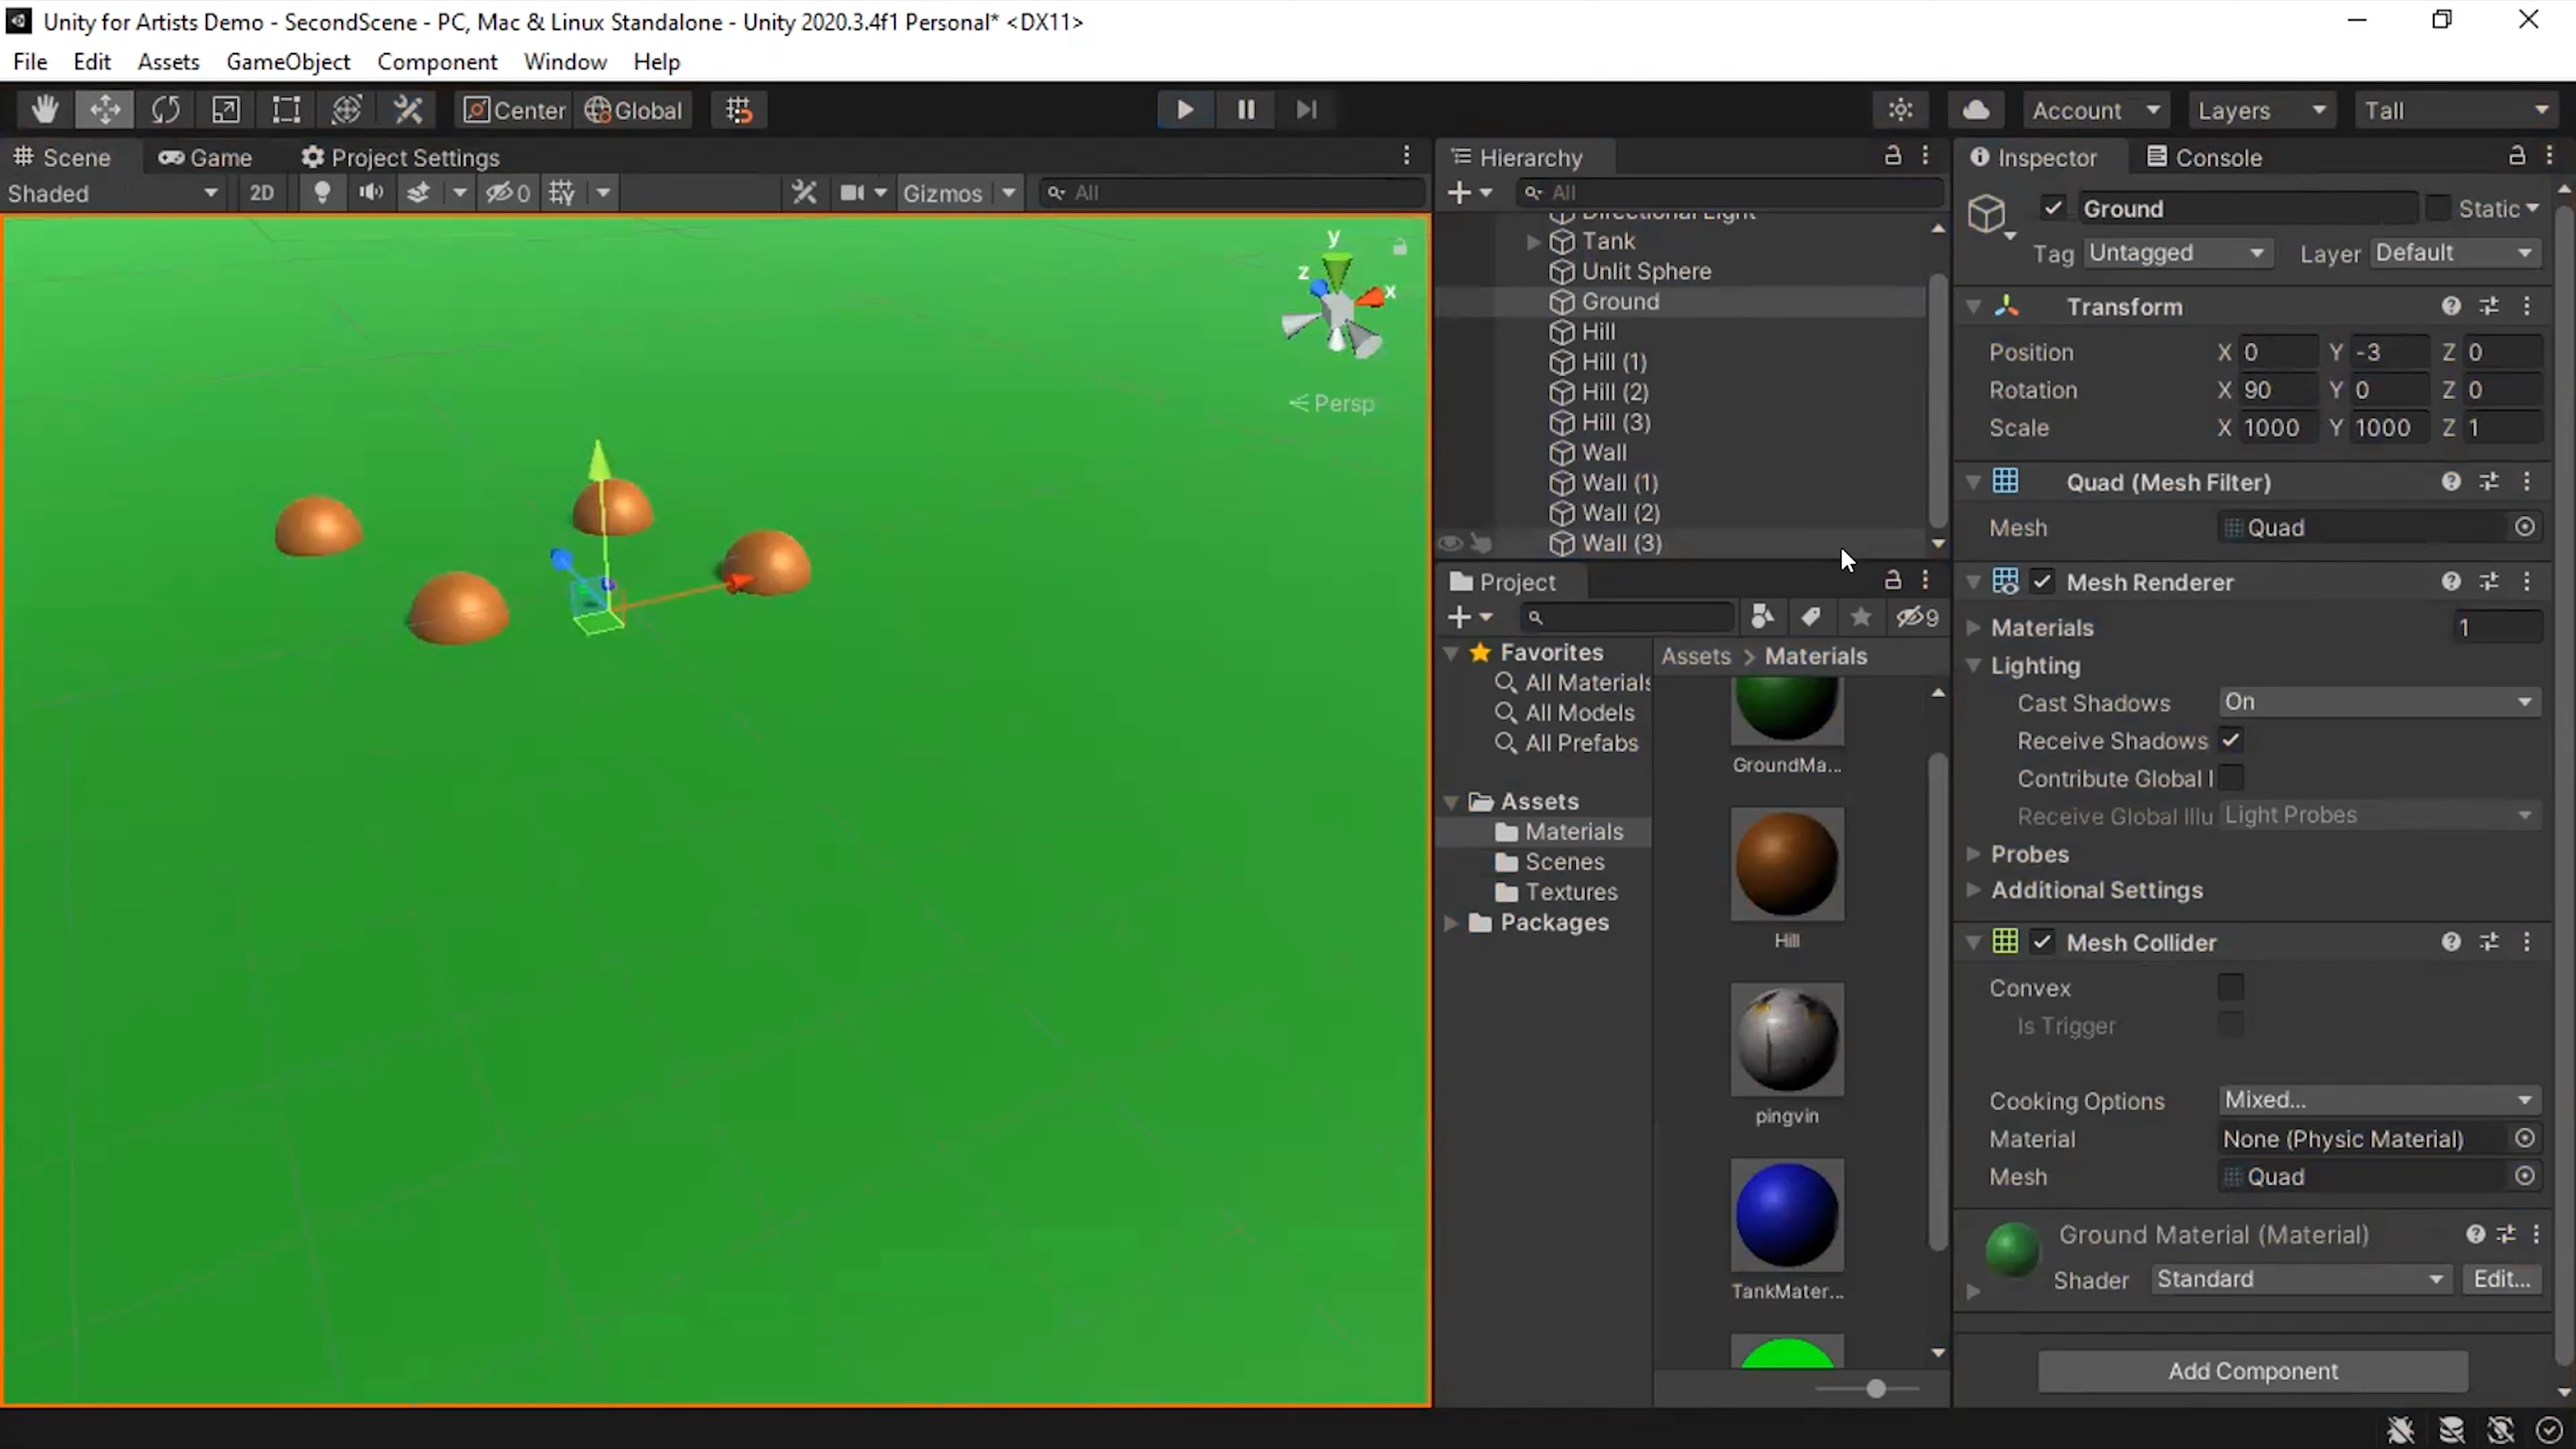 Unity for Artists Demo - SecondScene - PC, Mac & Linux Standalone - Unity 2020.3.4f1 Personal* <DX11>
File Edit Assets GameObject Component Window Help
Center Global Account Layers Tall
Scene Game Project Settings
Shaded 2D 0 Gizmos All
y
z
x
Persp
Hierarchy
All
Directional Light
Tank
Unlit Sphere
Ground
Hill
Hill (1)
Hill (2)
Hill (3)
Wall
Wall (1)
Wall (2)
Wall (3)
Project
9
Favorites
All Materials
All Models
All Prefabs
Assets
Materials
Scenes
Textures
Packages
Assets > Materials
GroundMa...
Hill
pingvin
TankMater...
Inspector Console
Ground Static
Tag Untagged Layer Default
Transform
Position X 0 Y -3 Z 0
Rotation X 90 Y 0 Z 0
Scale X 1000 Y 1000 Z 1
Quad (Mesh Filter)
Mesh Quad
Mesh Renderer
Materials 1
Lighting
Cast Shadows On
Receive Shadows
Contribute Global I
Receive Global Illu Light Probes
Probes
Additional Settings
Mesh Collider
Convex
Is Trigger
Cooking Options Mixed...
Material None (Physic Material)
Mesh Quad
Ground Material (Material)
Shader Standard Edit...
Add Component